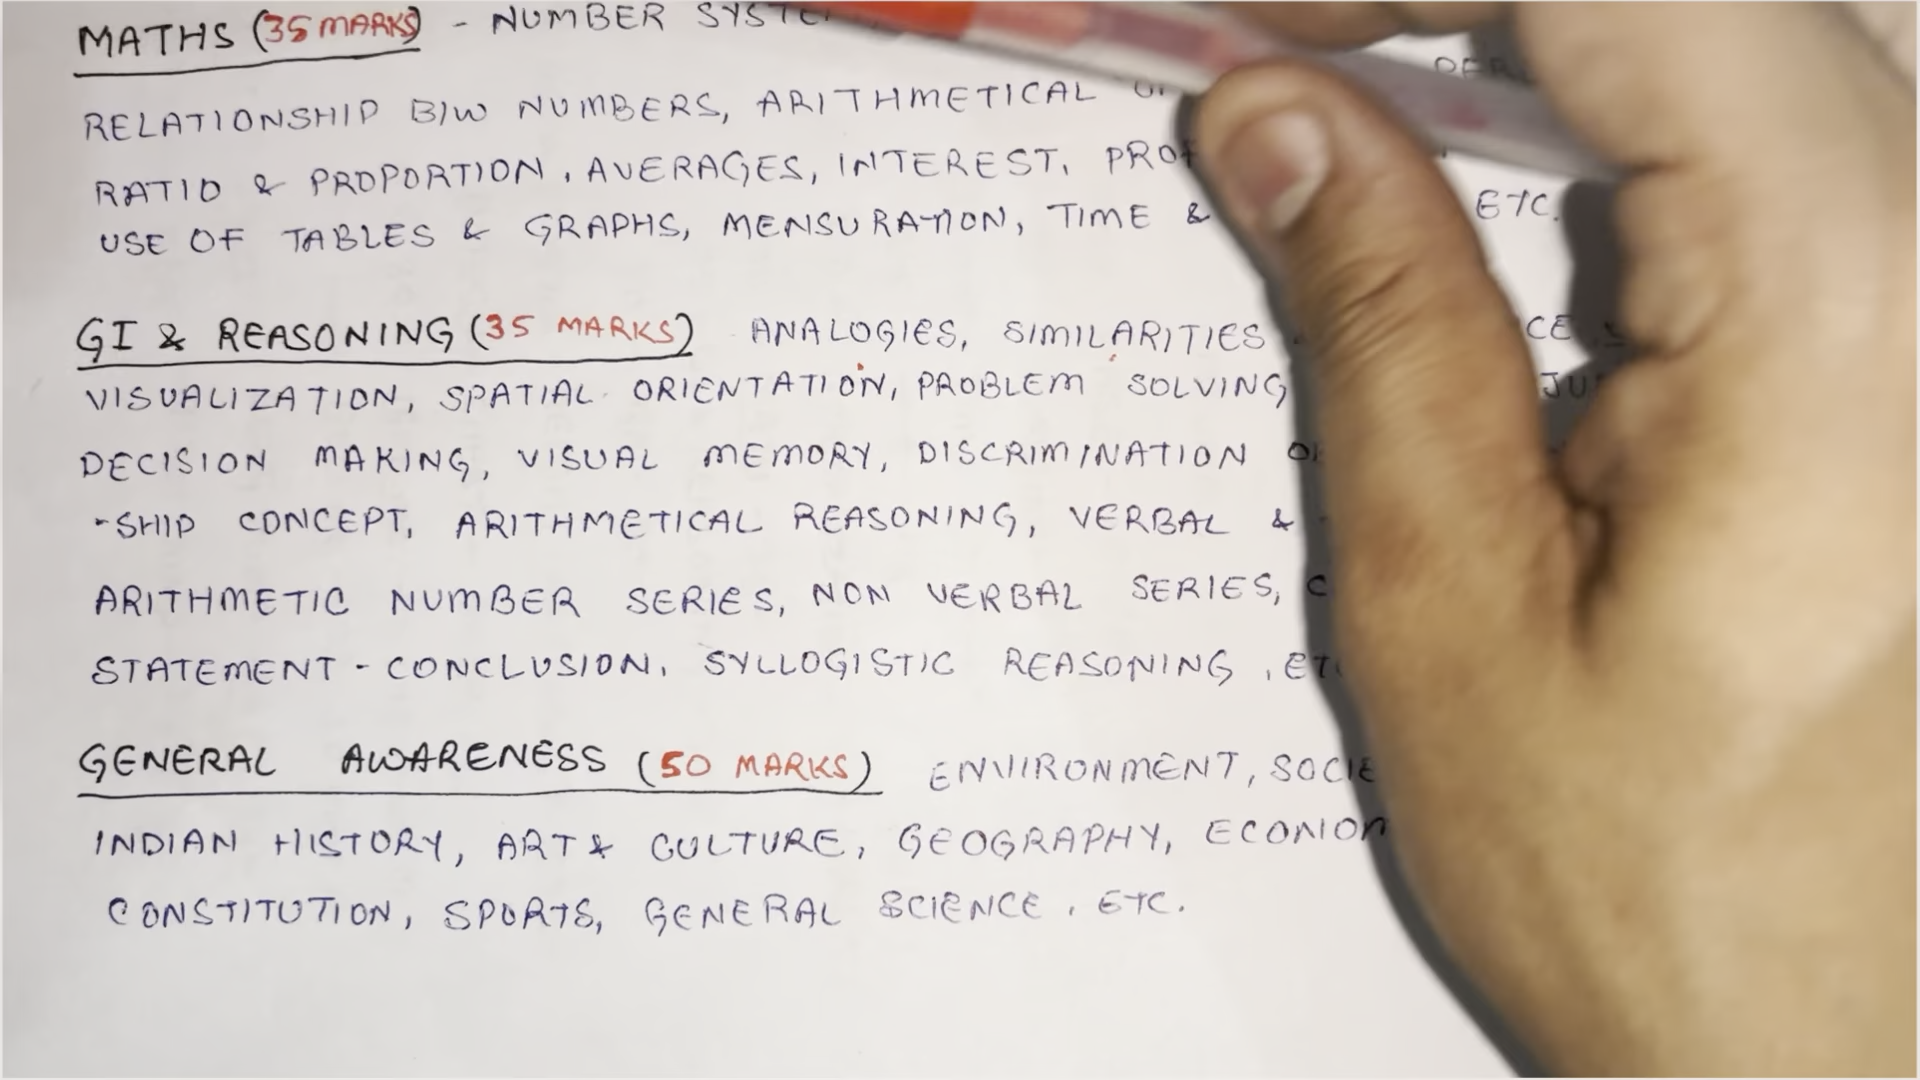 MATHS (35 MARKS) - NUMBER
RELATIONSHIP B/W NUMBERS, ARITHMETICAL
RATIO & PROPORTION, AVERAGES, INTEREST,
USE OF TABLES & GRAPHS, MENSURATION, TIME & ETC.
GI & REASONING (35 MARKS) ANALOGIES, SIMILARITIES
VISUALIZATION, SPATIAL ORIENTATION, PROBLEM SOLVING
DECISION MAKING, VISUAL MEMORY, DISCRIMINATION
-SHIP CONCEPT, ARITHMETICAL REASONING, VERBAL &
ARITHMETIC NUMBER SERIES, NON VERBAL SERIES,
STATEMENT - CONCLUSION, SYLLOGISTIC REASONING,
GENERAL AWARENESS (50 MARKS) ENVIRONMENT,
INDIAN HISTORY, ART & CULTURE, GEOGRAPHY,
CONSTITUTION, SPORTS, GENERAL SCIENCE, ETC.